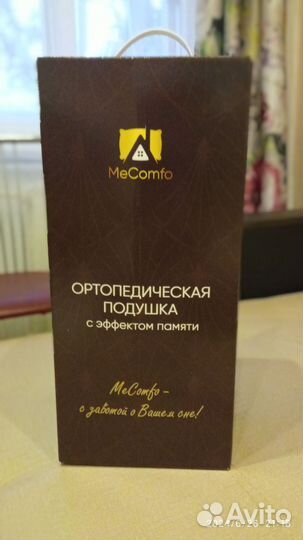 MeComfo
ОРТОПЕДИЧЕСКАЯ
ПОДУШКА
с эффектом памяти
MeComfo -
с заботой о Вашем сне!
Avito